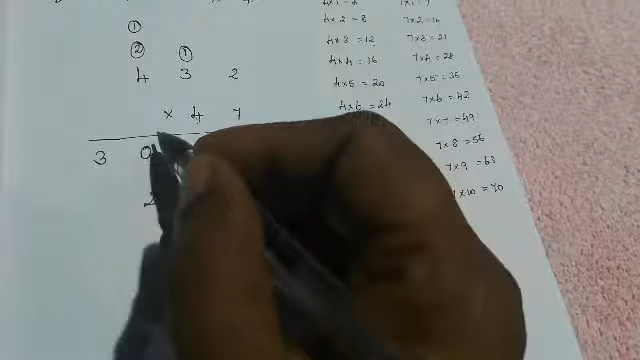 ①
② ①
4 3 2
× 4 7
3 0
4×2 = 8
4×3 = 12
4×4 = 16
4×5 = 20
4×6 = 24
7×2 = 14
7×3 = 21
7×4 = 28
7×5 = 35
7×6 = 42
7×7 = 49
7×8 = 56
7×9 = 63
7×10 = 70